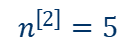 n^[2] = 5